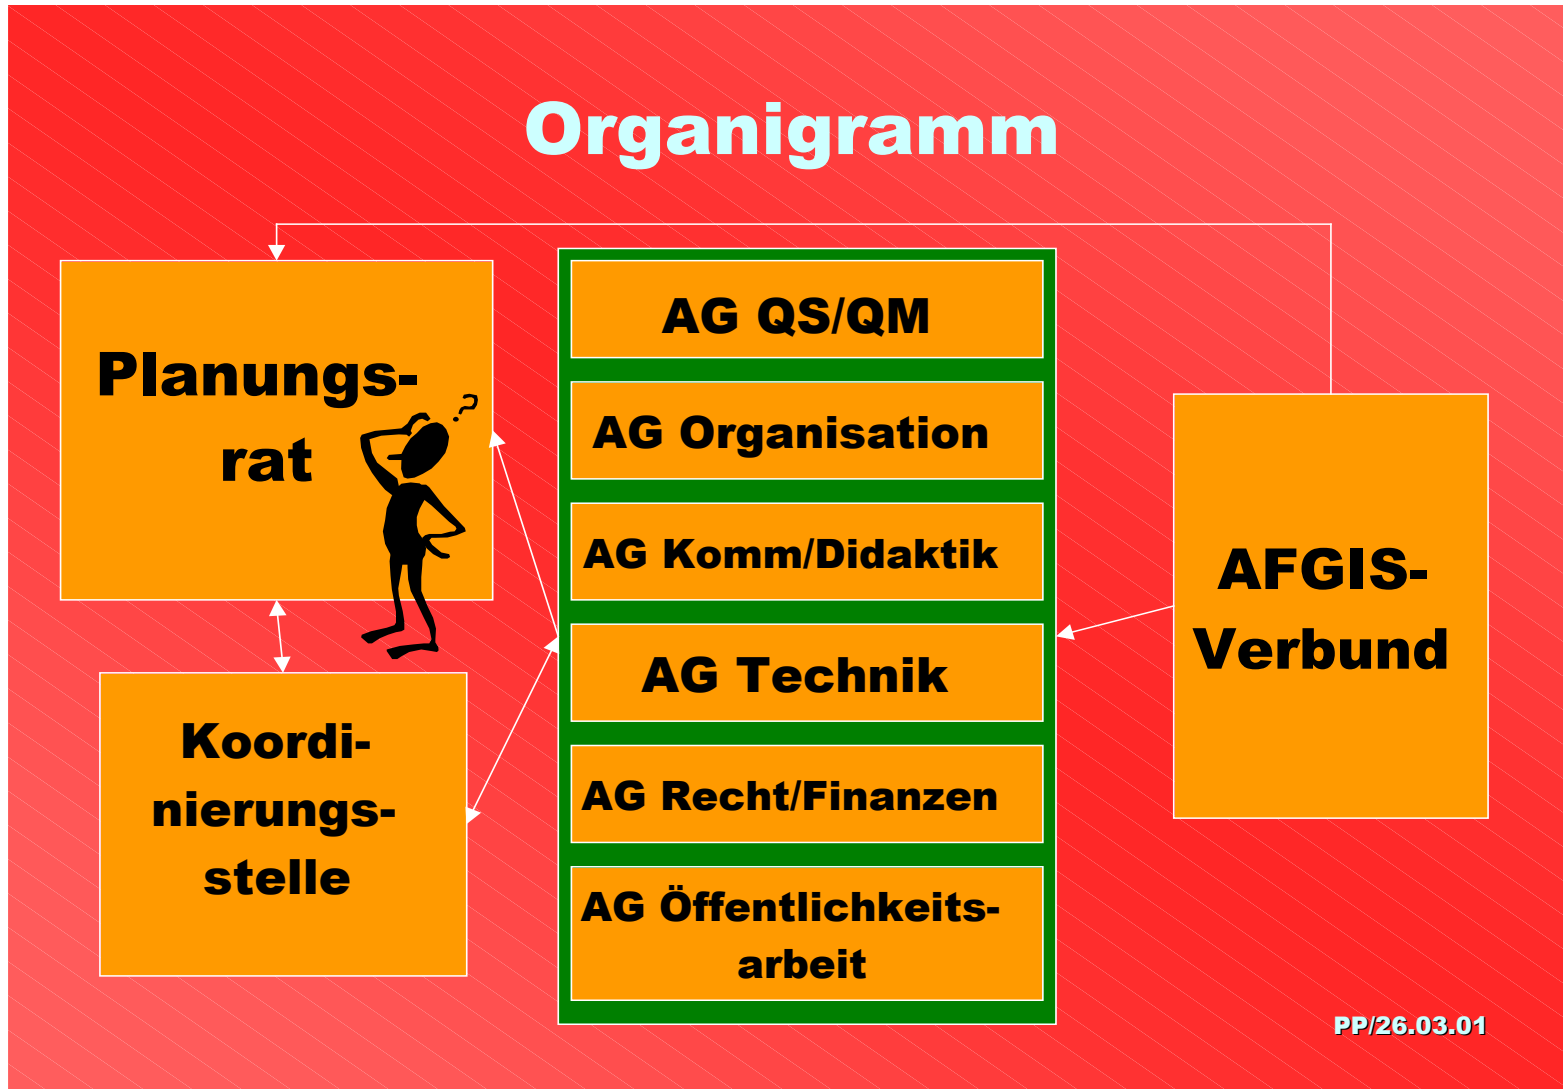 Organigramm
Planungs-
rat
?
Koordi-
nierungs-
stelle
AG QS/QM
AG Organisation
AG Komm/Didaktik
AG Technik
AG Recht/Finanzen
AG Öffentlichkeits-
arbeit
AFGIS-
Verbund
PP/26.03.01